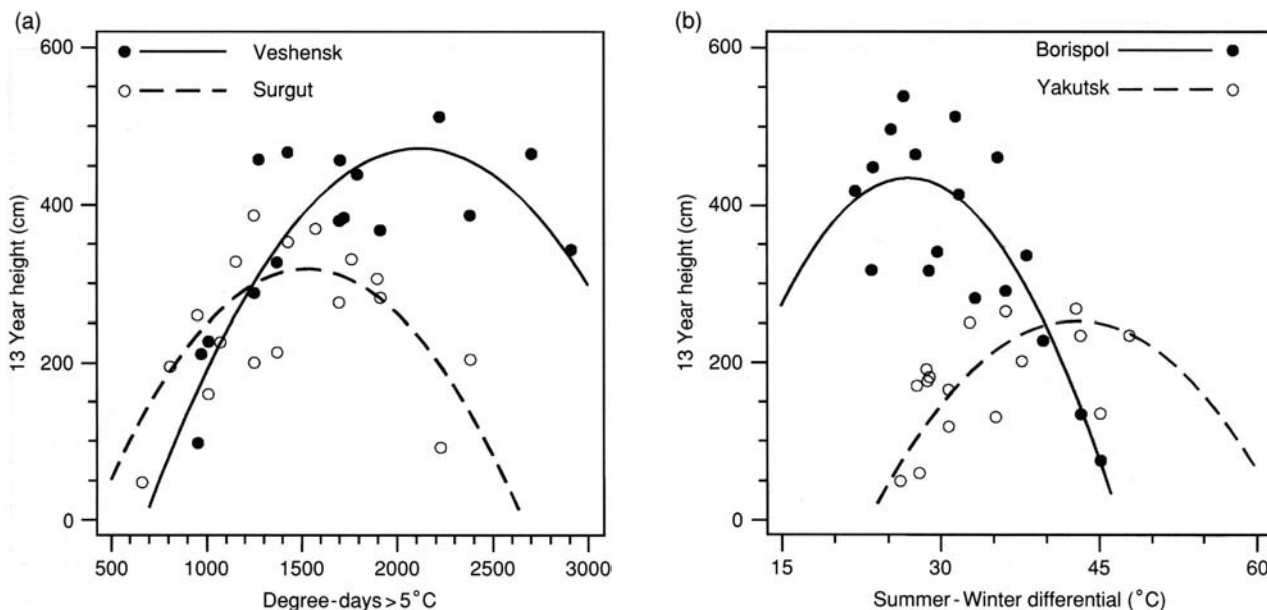 (a)
600
400
200
0
13 Year height (cm)
Veshensk
Surgut
500 1000 1500 2000 2500 3000
Degree-days > 5°C
(b)
600
400
200
0
13 Year height (cm)
Borispol
Yakutsk
15 30 45 60
Summer-Winter differential (°C)